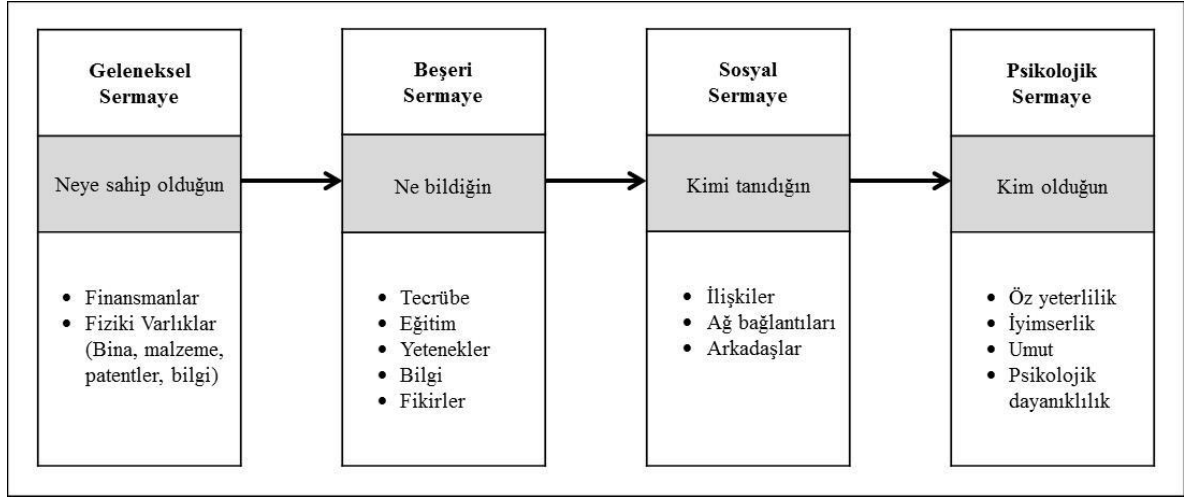 Geleneksel
Sermaye
Neye sahip olduğun
• Finansmanlar
• Fiziki Varlıklar
(Bina, malzeme,
patentler, bilgi)
Beşeri
Sermaye
Ne bildiğin
• Tecrübe
• Eğitim
• Yetenekler
• Bilgi
• Fikirler
Sosyal
Sermaye
Kimi tanıdığın
• İlişkiler
• Ağ bağlantıları
• Arkadaşlar
Psikolojik
Sermaye
Kim olduğun
• Öz yeterlilik
• İyimserlik
• Umut
• Psikolojik
dayanıklılık